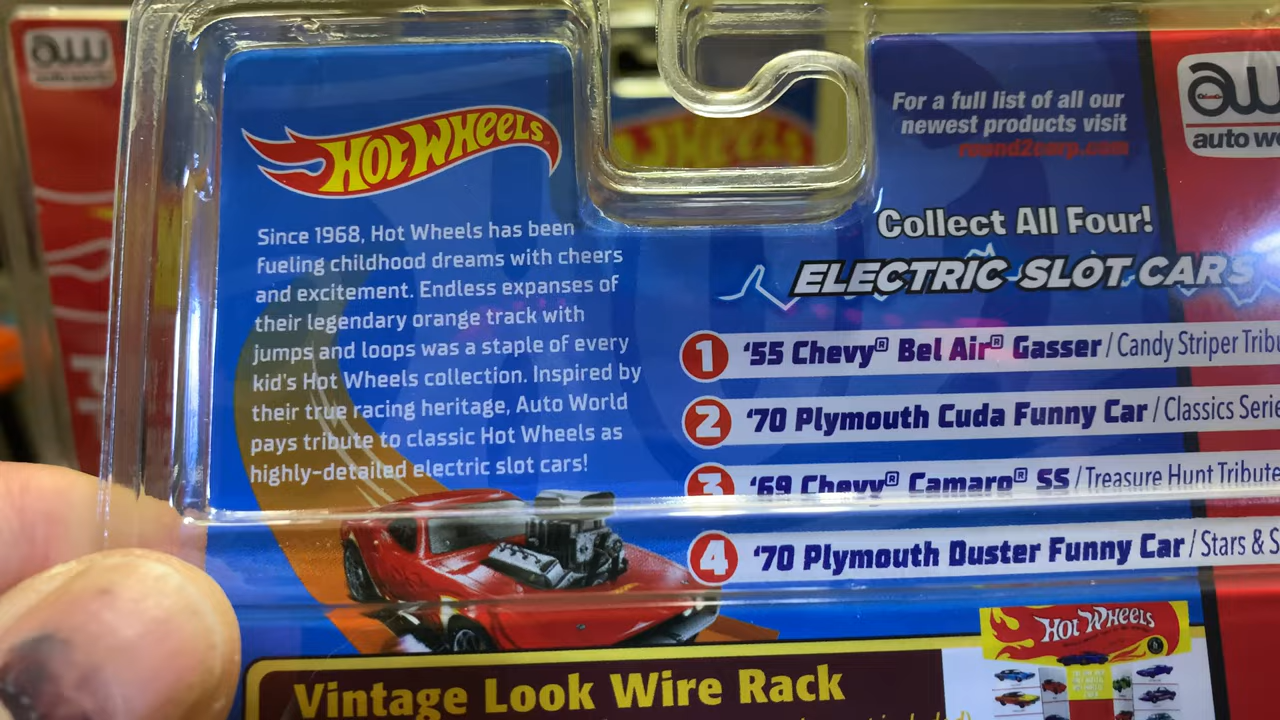 aw
HOT WHEELS
Since 1968, Hot Wheels has been
fueling childhood dreams with cheers
and excitement. Endless expanses of
their legendary orange track with
jumps and loops was a staple of every
kid's Hot Wheels collection. Inspired by
their true racing heritage, Auto World
pays tribute to classic Hot Wheels as
highly-detailed electric slot cars!
For a full list of all our
newest products visit
round2corp.com
aw
auto wo
Collect All Four!
ELECTRIC SLOT CARS
1 '55 Chevy® Bel Air® Gasser / Candy Striper Tribu
2 '70 Plymouth Cuda Funny Car / Classics Serie
3 '69 Chevy® Camaro® SS / Treasure Hunt Tribute
4 '70 Plymouth Duster Funny Car / Stars & S
HOT WHEELS
Vintage Look Wire Rack